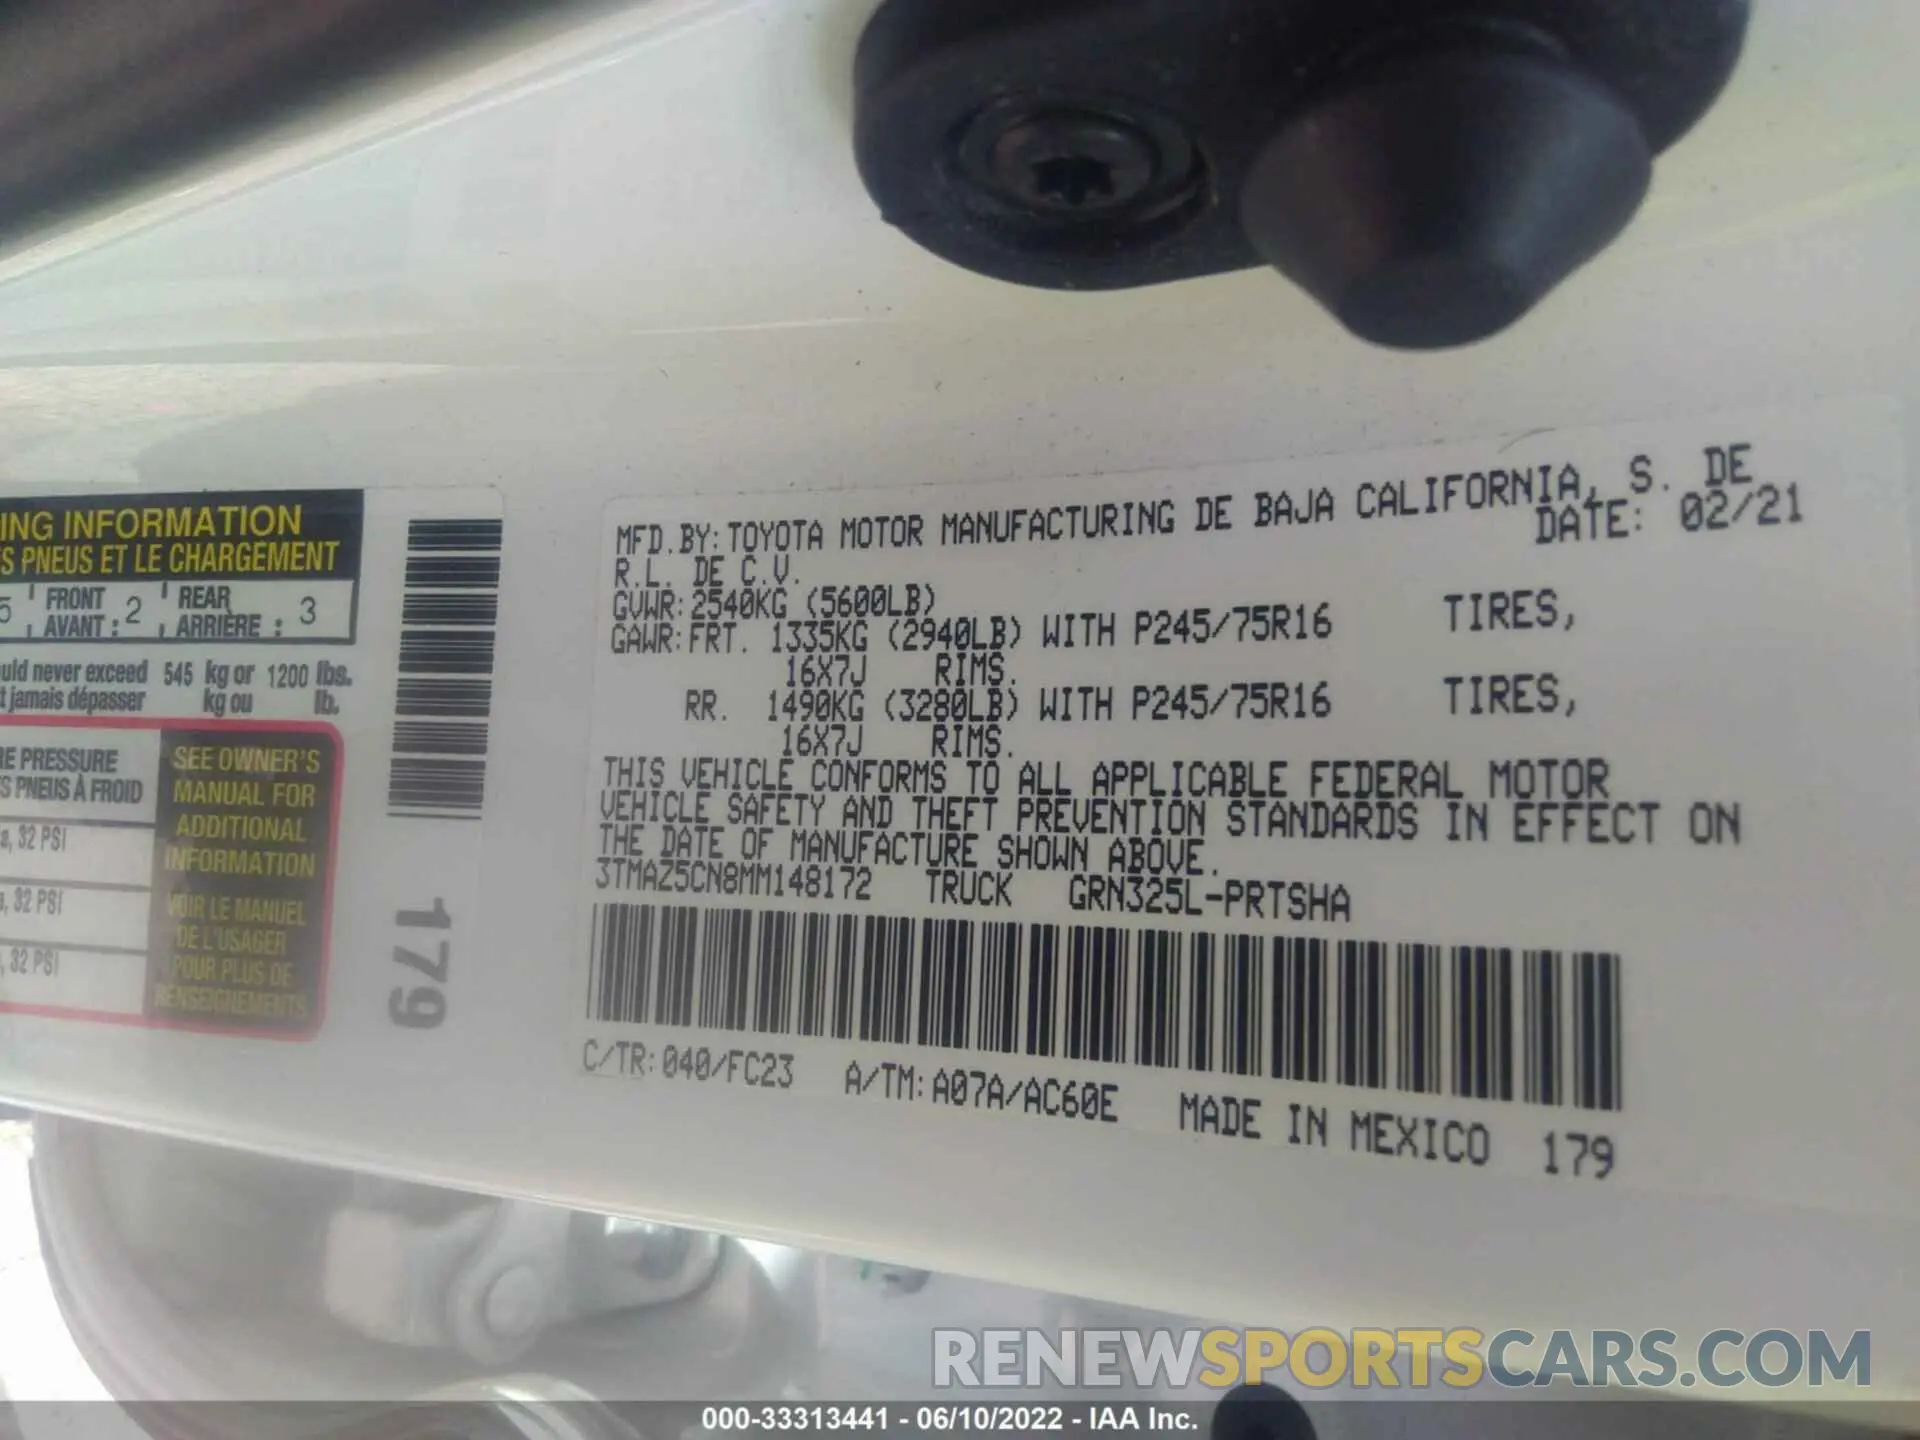 ING INFORMATION
S PNEUS ET LE CHARGEMENT
5 FRONT AVANT : 2 REAR ARRIÈRE : 3
uld never exceed 545 kg or 1200 lbs.
t jamais dépasser kg ou lb.
RE PRESSURE
S PNEUS À FROID
a, 32 PSI
a, 32 PSI
, 32 PSI
SEE OWNER'S
MANUAL FOR
ADDITIONAL
INFORMATION
VOIR LE MANUEL
DE L'USAGER
POUR PLUS DE
RENSEIGNEMENTS
179
MFD.BY:TOYOTA MOTOR MANUFACTURING DE BAJA CALIFORNIA, S. DE
R.L. DE C.V. DATE: 02/21
GVWR:2540KG (5600LB)
GAWR:FRT. 1335KG (2940LB) WITH P245/75R16 TIRES,
16X7J RIMS.
RR. 1490KG (3280LB) WITH P245/75R16 TIRES,
16X7J RIMS.
THIS VEHICLE CONFORMS TO ALL APPLICABLE FEDERAL MOTOR
VEHICLE SAFETY AND THEFT PREVENTION STANDARDS IN EFFECT ON
THE DATE OF MANUFACTURE SHOWN ABOVE.
3TMAZ5CN8MM148172 TRUCK GRN325L-PRTSHA
C/TR:040/FC23 A/TM:A07A/AC60E MADE IN MEXICO 179
RENEWSPORTSCARS.COM
000-33313441 - 06/10/2022 - IAA Inc.